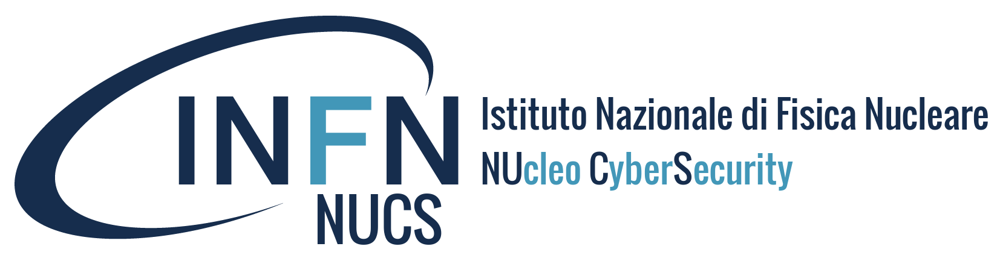 INFN
NUCS
Istituto Nazionale di Fisica Nucleare
NUcleo CyberSecurity